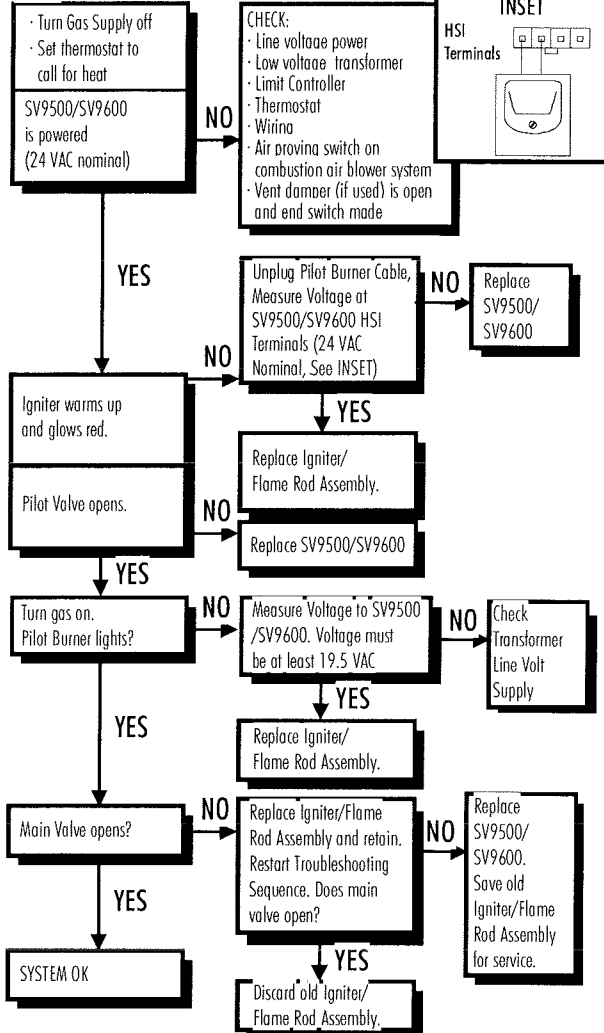 · Turn Gas Supply off
· Set thermostat to
call for heat
SV9500/SV9600
is powered
(24 VAC nominal)
NO
CHECK:
· Line voltage power
· Low voltage transformer
· Limit Controller
· Thermostat
· Wiring
· Air proving switch on
combustion air blower system
· Vent damper (if used) is open
and end switch made
INSET
HSI
Terminals
YES
Igniter warms up
and glows red.
NO
Unplug Pilot Burner Cable,
Measure Voltage at
SV9500/SV9600 HSI
Terminals (24 VAC
Nominal, See INSET)
NO
Replace
SV9500/
SV9600
YES
Replace Igniter/
Flame Rod Assembly.
Pilot Valve opens.
NO
Replace SV9500/SV9600
YES
Turn gas on.
Pilot Burner lights?
NO
Measure Voltage to SV9500
/SV9600. Voltage must
be at least 19.5 VAC
NO
Check
Transformer
Line Volt
Supply
YES
Replace Igniter/
Flame Rod Assembly.
YES
Main Valve opens?
NO
Replace Igniter/Flame
Rod Assembly and retain.
Restart Troubleshooting
Sequence. Does main
valve open?
NO
Replace
SV9500/
SV9600.
Save old
Igniter/Flame
Rod Assembly
for service.
YES
Discard old Igniter/
Flame Rod Assembly.
YES
SYSTEM OK